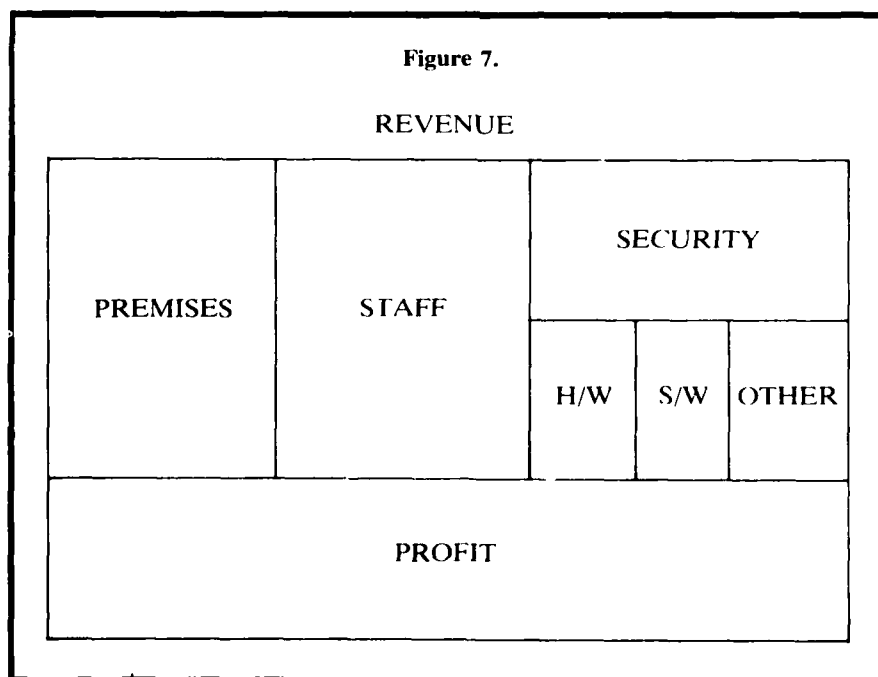 Figure 7.
REVENUE
SECURITY
PREMISES
STAFF
H/W
S/W
OTHER
PROFIT